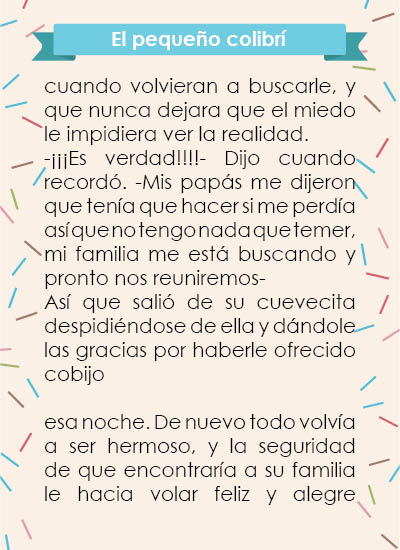 El pequeño colibrí
cuando volvieran a buscarle, y
que nunca dejara que el miedo
le impidiera ver la realidad.
-¡¡¡Es verdad!!!!- Dijo cuando
recordó. -Mis papás me dijeron
que tenía que hacer si me perdía
así que no tengo nada que temer,
mi familia me está buscando y
pronto nos reuniremos-
Así que salió de su cuevecita
despidiéndose de ella y dándole
las gracias por haberle ofrecido
cobijo
esa noche. De nuevo todo volvía
a ser hermoso, y la seguridad
de que encontraría a su familia
le hacia volar feliz y alegre